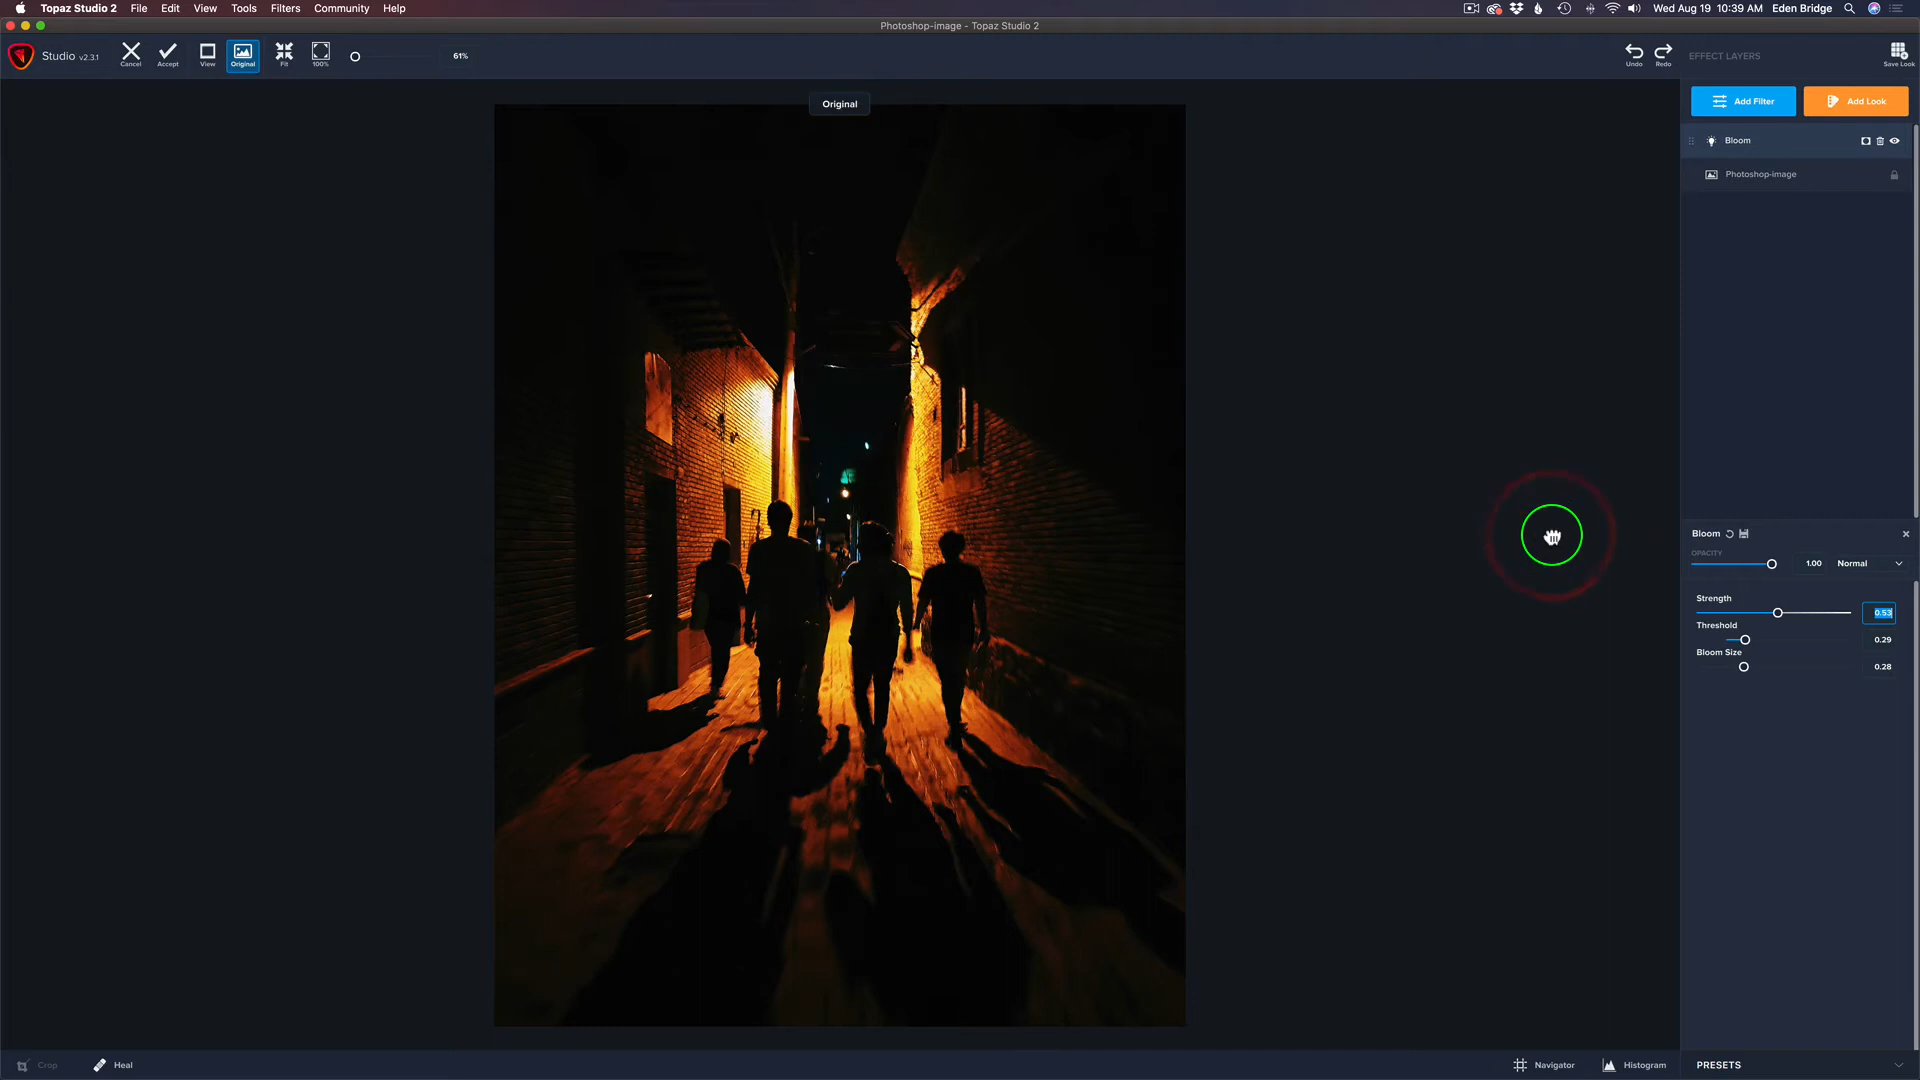 Topaz Studio 2 File Edit View Tools Filters Community Help Wed Aug 19 10:39 AM Eden Bridge
Photoshop-image - Topaz Studio 2
Studio v2.3.1 Cancel Accept View Original Fit 100% 61% Undo Redo EFFECT LAYERS Save Look
Original
Add Filter Add Look
Bloom
Photoshop-image
Bloom
OPACITY
1.00 Normal
Strength
0.53
Threshold
0.29
Bloom Size
0.28
Crop Heal Navigator Histogram PRESETS